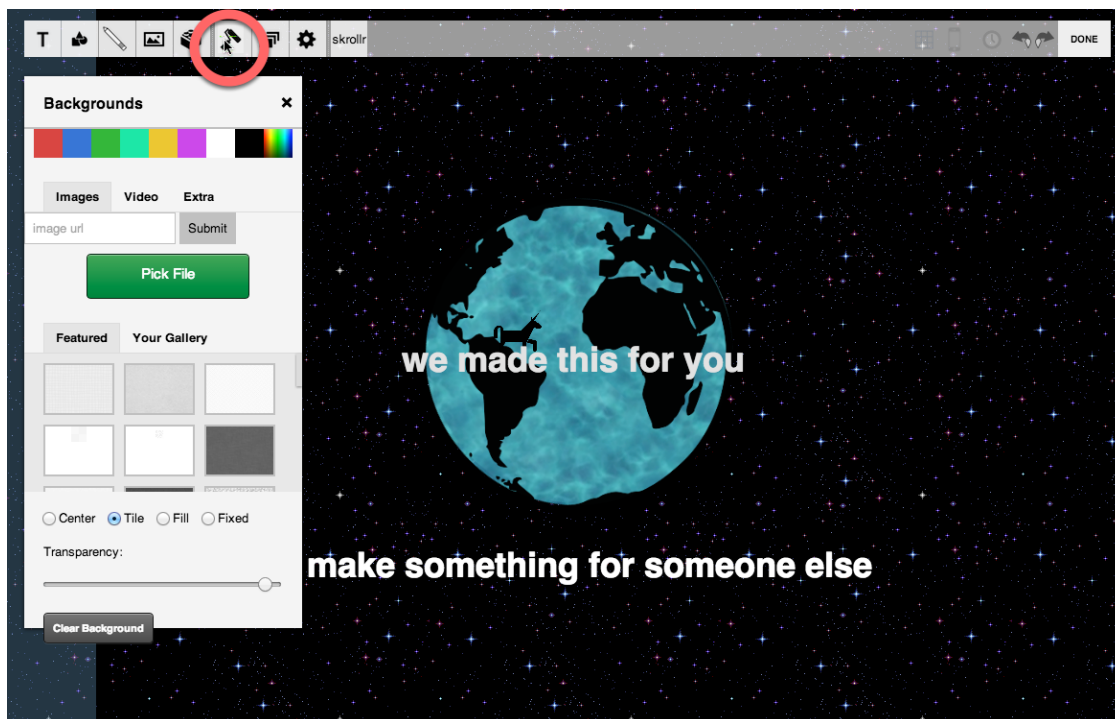 T
skrollr
DONE
Backgrounds
Images Video Extra
image url Submit
Pick File
Featured Your Gallery
Center Tile Fill Fixed
Transparency:
Clear Background
we made this for you
make something for someone else